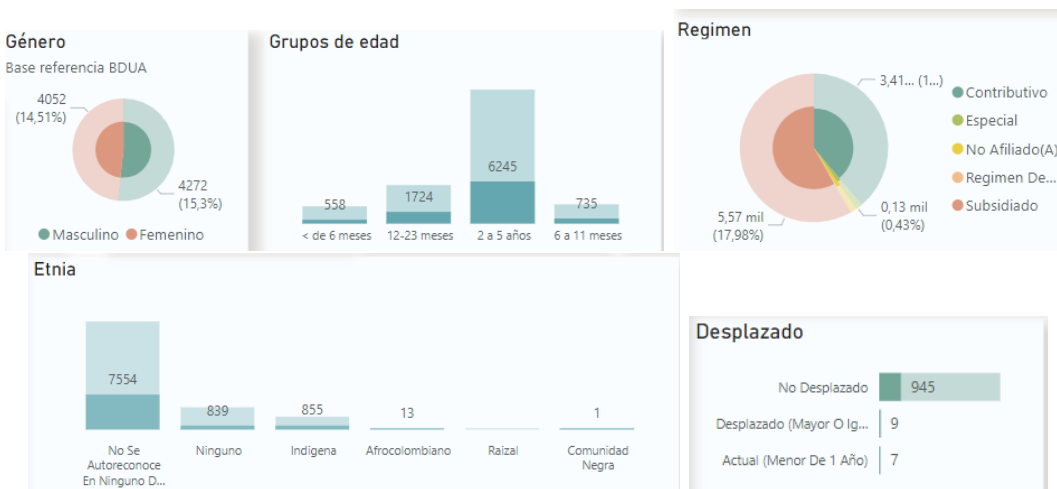 Género
Base referencia BDUA
4052
(14,51%)
4272
(15,3%)
Masculino Femenino
Grupos de edad
558
1724
6245
735
< de 6 meses 12-23 meses 2 a 5 años 6 a 11 meses
Regimen
3,41... (1...)
Contributivo
Especial
No Afiliado(A)
Regimen De...
Subsidiado
0,13 mil
(0,43%)
5,57 mil
(17,98%)
Etnia
7554
839
855
13
1
No Se
Autoreconoce
En Ninguno D...
Ninguno
Indígena
Afrocolombiano
Raizal
Comunidad
Negra
Desplazado
No Desplazado 945
Desplazado (Mayor O Ig... 9
Actual (Menor De 1 Año) 7